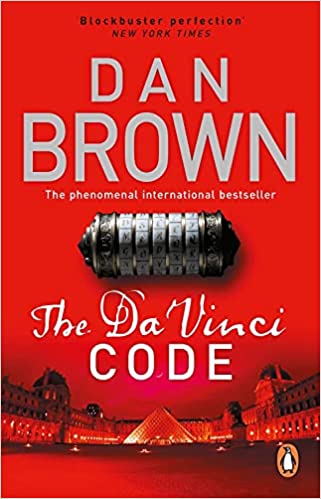 'Blockbuster perfection'
NEW YORK TIMES
DAN
BROWN
The phenomenal international bestseller
The Da Vinci
CODE